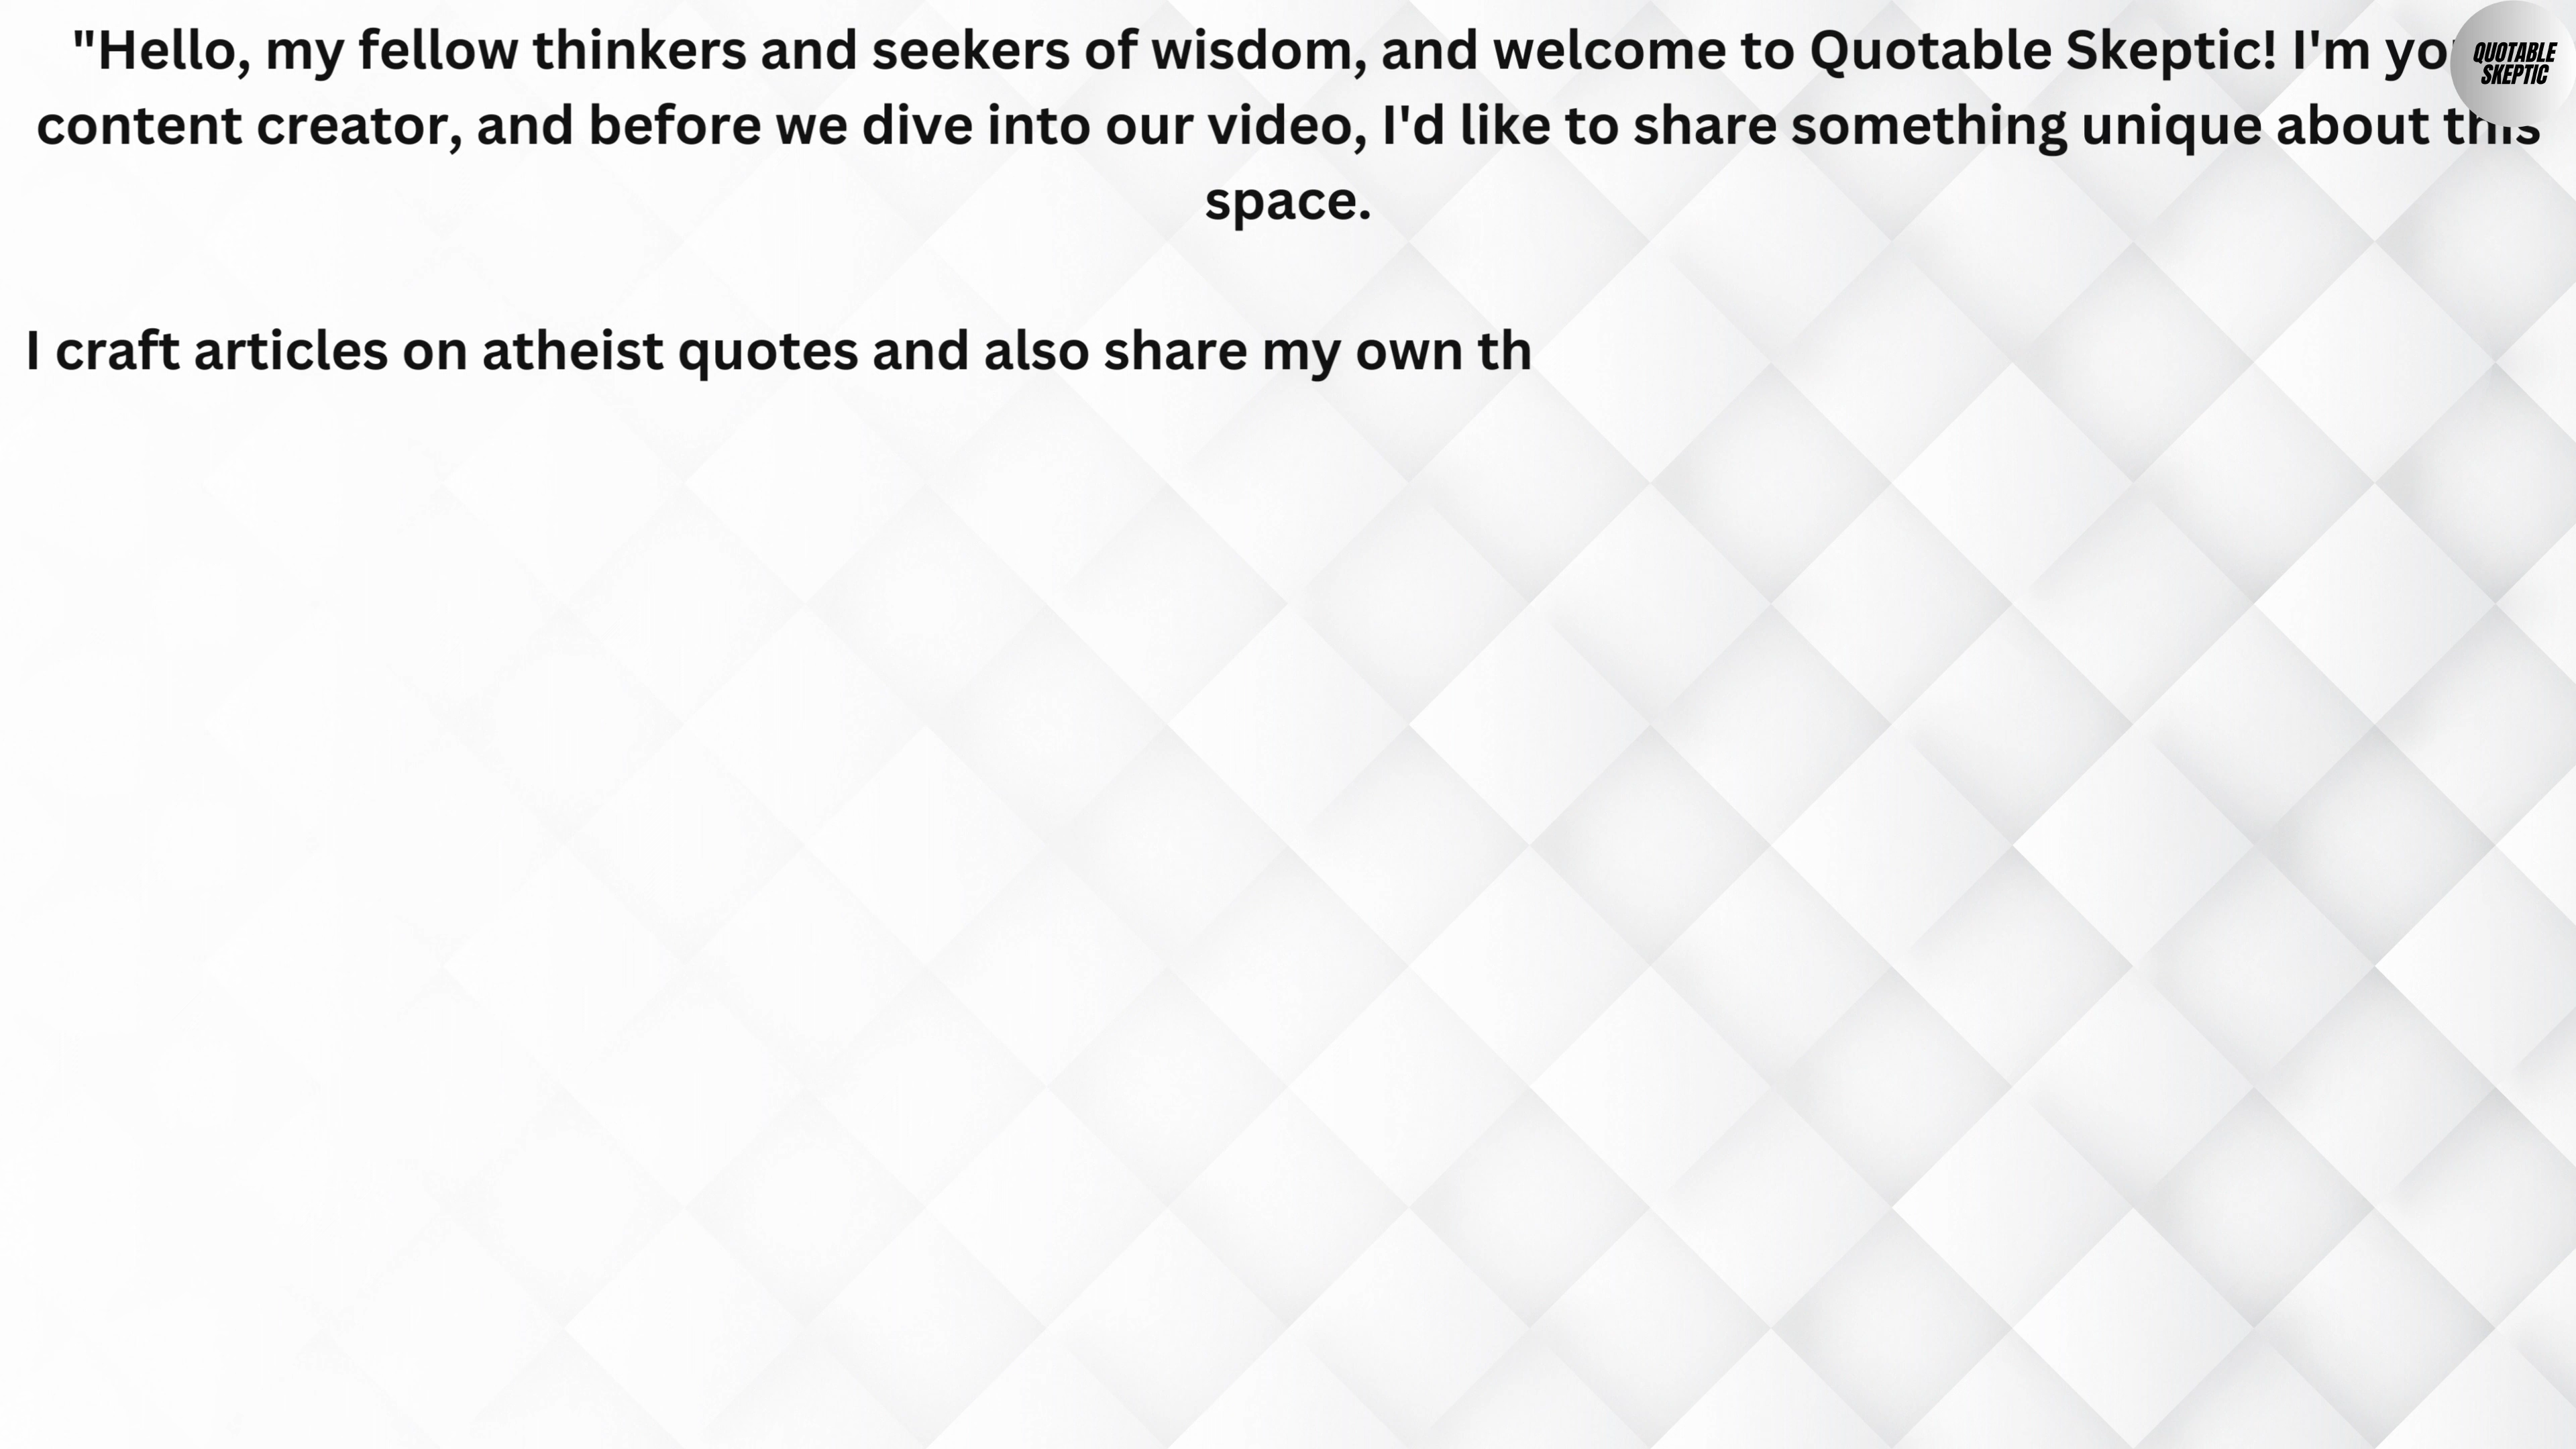 "Hello, my fellow thinkers and seekers of wisdom, and welcome to Quotable Skeptic! I'm yo
content creator, and before we dive into our video, I'd like to share something unique about this
space.
I craft articles on atheist quotes and also share my own th
QUOTABLE
SKEPTIC